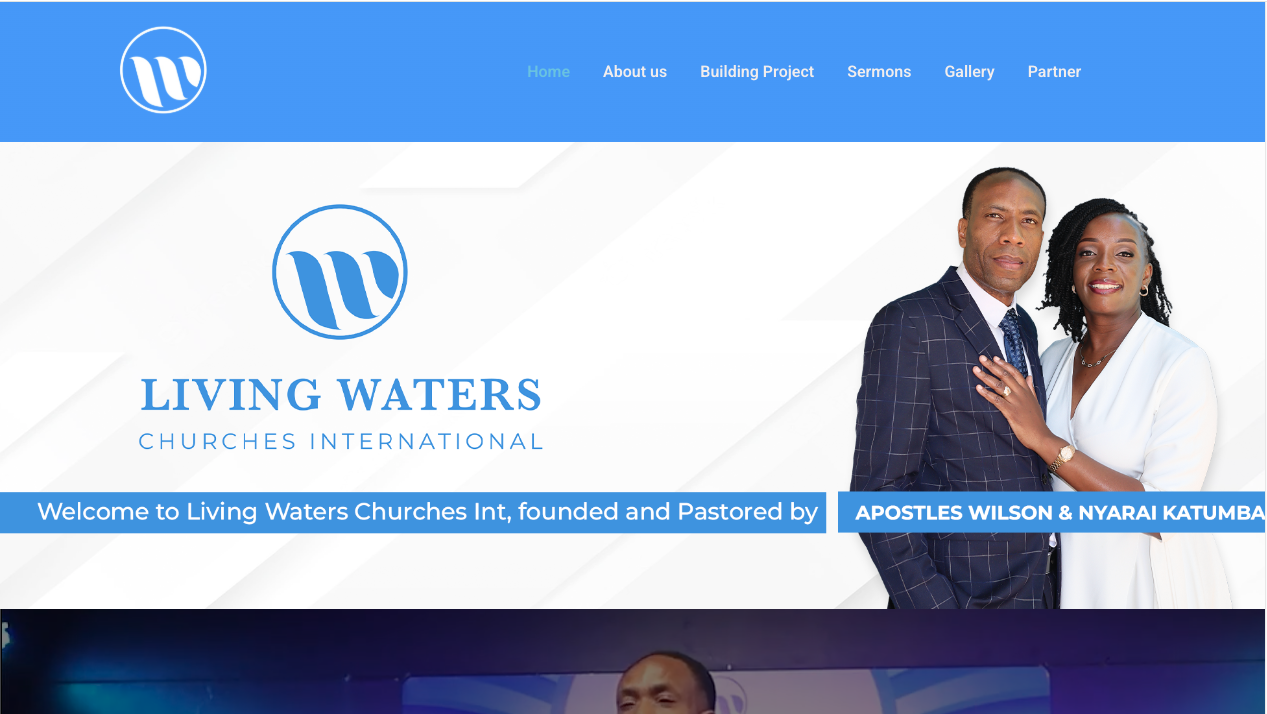 Home About us Building Project Sermons Gallery Partner
LIVING WATERS
CHURCHES INTERNATIONAL
Welcome to Living Waters Churches Int, founded and Pastored by APOSTLES WILSON & NYARAI KATUMBA